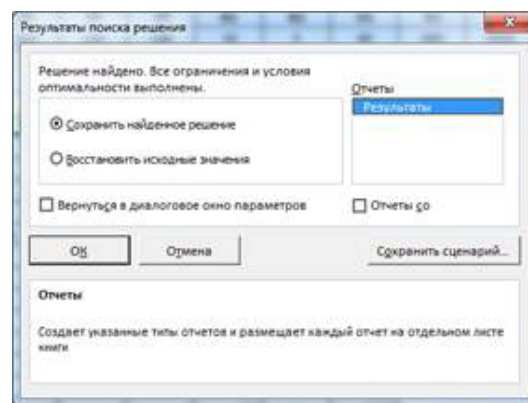 Результаты поиска решения
Решение найдено. Все ограничения и условия
оптимальности выполнены.
Отчеты
Результаты
Сохранить найденное решение
Восстановить исходные значения
Вернуться в диалоговое окно параметров
Отчеты со
ОК
Отмена
Сохранить сценарий...
Отчеты
Создает указанные типы отчетов и размещает каждый отчет на отдельном листе
книги